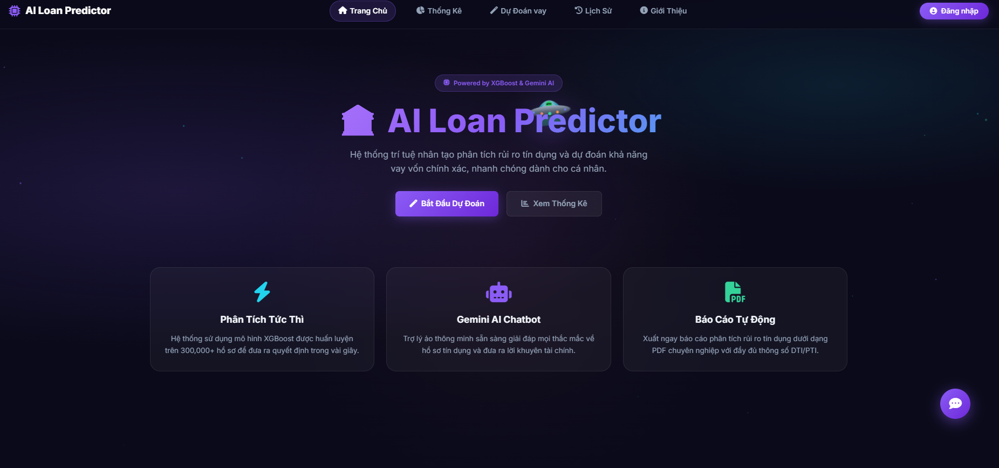 AI Loan Predictor
Trang Chủ
Thống Kê
Dự Đoán vay
Lịch Sử
Giới Thiệu
Đăng nhập
Powered by XGBoost & Gemini AI
AI Loan Predictor
Hệ thống trí tuệ nhân tạo phân tích rủi ro tín dụng và dự đoán khả năng
vay vốn chính xác, nhanh chóng dành cho cá nhân.
Bắt Đầu Dự Đoán
Xem Thống Kê
Phân Tích Tức Thì
Hệ thống sử dụng mô hình XGBoost được huấn luyện
trên 300,000+ hồ sơ để đưa ra quyết định trong vài giây.
Gemini AI Chatbot
Trợ lý ảo thông minh sẵn sàng giải đáp mọi thắc mắc về
hồ sơ tín dụng và đưa ra lời khuyên tài chính.
PDF
Báo Cáo Tự Động
Xuất ngay báo cáo phân tích rủi ro tín dụng dưới dạng
PDF chuyên nghiệp với đầy đủ thông số DTI/PTI.